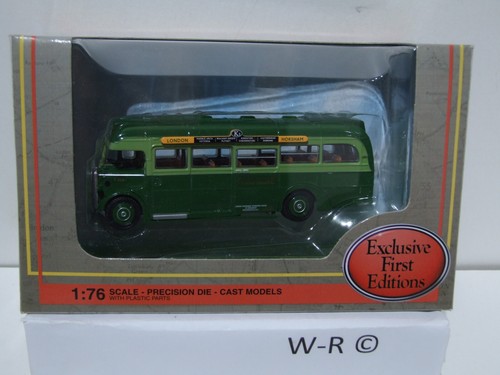 LONDON
HORSHAM
Exclusive
First
Editions
1:76 SCALE - PRECISION DIE - CAST MODELS
WITH PLASTIC PARTS
W-R ©